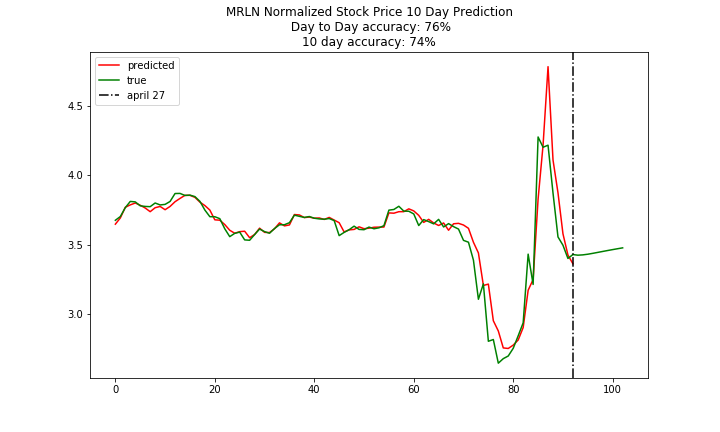 MRLN Normalized Stock Price 10 Day Prediction
Day to Day accuracy: 76%
10 day accuracy: 74%
predicted
true
april 27
4.5
4.0
3.5
3.0
0 20 40 60 80 100